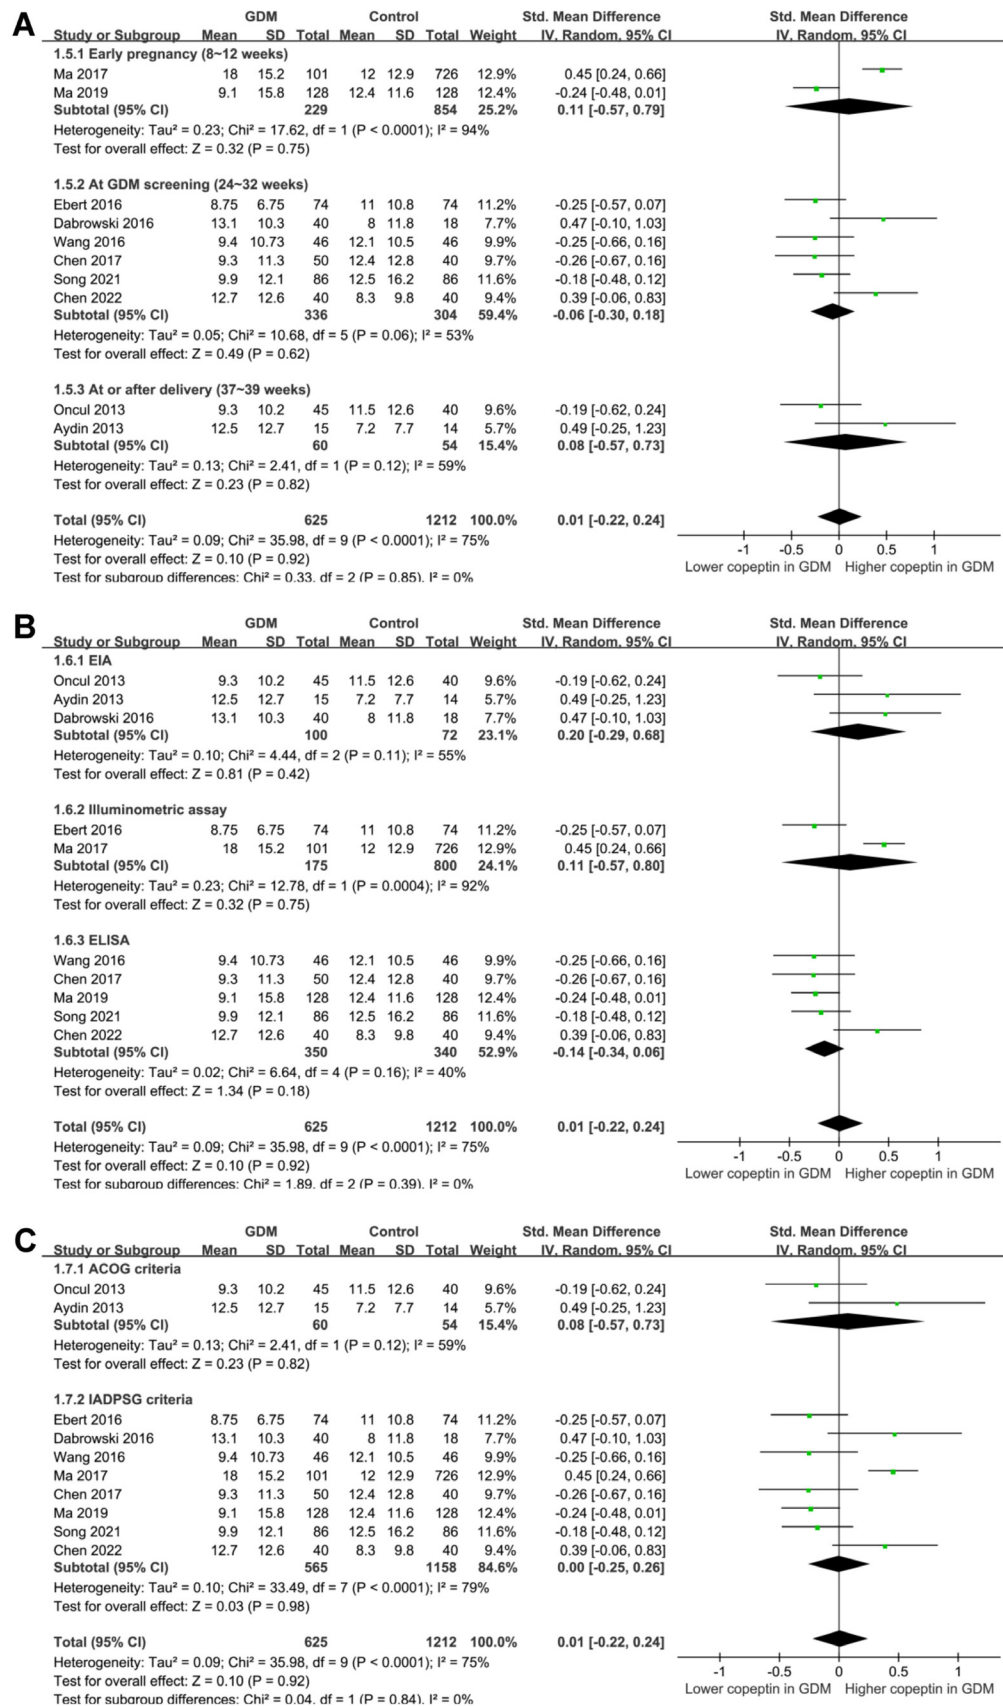 A
GDM Control Std. Mean Difference Std. Mean Difference
Study or Subgroup Mean SD Total Mean SD Total Weight IV, Random, 95% CI IV, Random, 95% CI
1.5.1 Early pregnancy (8~12 weeks)
Ma 2017 18 15.2 101 12 12.9 726 12.9% 0.45 [0.24, 0.66]
Ma 2019 9.1 15.8 128 12.4 11.6 128 12.4% -0.24 [-0.48, 0.01]
Subtotal (95% CI) 229 854 25.2% 0.11 [-0.57, 0.79]
Heterogeneity: Tau² = 0.23; Chi² = 17.62, df = 1 (P < 0.0001); I² = 94%
Test for overall effect: Z = 0.32 (P = 0.75)
1.5.2 At GDM screening (24~32 weeks)
Ebert 2016 8.75 6.75 74 11 10.8 74 11.2% -0.25 [-0.57, 0.07]
Dabrowski 2016 13.1 10.3 40 8 11.8 18 7.7% 0.47 [-0.10, 1.03]
Wang 2016 9.4 10.73 46 12.1 10.5 46 9.9% -0.25 [-0.66, 0.16]
Chen 2017 9.3 11.3 50 12.4 12.8 40 9.7% -0.26 [-0.67, 0.16]
Song 2021 9.9 12.1 86 12.5 16.2 86 11.6% -0.18 [-0.48, 0.12]
Chen 2022 12.7 12.6 40 8.3 9.8 40 9.4% 0.39 [-0.06, 0.83]
Subtotal (95% CI) 336 304 59.4% -0.06 [-0.30, 0.18]
Heterogeneity: Tau² = 0.05; Chi² = 10.68, df = 5 (P = 0.06); I² = 53%
Test for overall effect: Z = 0.49 (P = 0.62)
1.5.3 At or after delivery (37~39 weeks)
Oncul 2013 9.3 10.2 45 11.5 12.6 40 9.6% -0.19 [-0.62, 0.24]
Aydin 2013 12.5 12.7 15 7.2 7.7 14 5.7% 0.49 [-0.25, 1.23]
Subtotal (95% CI) 60 54 15.4% 0.08 [-0.57, 0.73]
Heterogeneity: Tau² = 0.13; Chi² = 2.41, df = 1 (P = 0.12); I² = 59%
Test for overall effect: Z = 0.23 (P = 0.82)
Total (95% CI) 625 1212 100.0% 0.01 [-0.22, 0.24]
Heterogeneity: Tau² = 0.09; Chi² = 35.98, df = 9 (P < 0.0001); I² = 75%
Test for overall effect: Z = 0.10 (P = 0.92)
Test for subgroup differences: Chi² = 0.33, df = 2 (P = 0.85), I² = 0%
-1 -0.5 0 0.5 1
Lower copeptin in GDM Higher copeptin in GDM
B
GDM Control Std. Mean Difference Std. Mean Difference
Study or Subgroup Mean SD Total Mean SD Total Weight IV, Random, 95% CI IV, Random, 95% CI
1.6.1 EIA
Oncul 2013 9.3 10.2 45 11.5 12.6 40 9.6% -0.19 [-0.62, 0.24]
Aydin 2013 12.5 12.7 15 7.2 7.7 14 5.7% 0.49 [-0.25, 1.23]
Dabrowski 2016 13.1 10.3 40 8 11.8 18 7.7% 0.47 [-0.10, 1.03]
Subtotal (95% CI) 100 72 23.1% 0.20 [-0.29, 0.68]
Heterogeneity: Tau² = 0.10; Chi² = 4.44, df = 2 (P = 0.11); I² = 55%
Test for overall effect: Z = 0.81 (P = 0.42)
1.6.2 Illuminometric assay
Ebert 2016 8.75 6.75 74 11 10.8 74 11.2% -0.25 [-0.57, 0.07]
Ma 2017 18 15.2 101 12 12.9 726 12.9% 0.45 [0.24, 0.66]
Subtotal (95% CI) 175 800 24.1% 0.11 [-0.57, 0.80]
Heterogeneity: Tau² = 0.23; Chi² = 12.78, df = 1 (P = 0.0004); I² = 92%
Test for overall effect: Z = 0.32 (P = 0.75)
1.6.3 ELISA
Wang 2016 9.4 10.73 46 12.1 10.5 46 9.9% -0.25 [-0.66, 0.16]
Chen 2017 9.3 11.3 50 12.4 12.8 40 9.7% -0.26 [-0.67, 0.16]
Ma 2019 9.1 15.8 128 12.4 11.6 128 12.4% -0.24 [-0.48, 0.01]
Song 2021 9.9 12.1 86 12.5 16.2 86 11.6% -0.18 [-0.48, 0.12]
Chen 2022 12.7 12.6 40 8.3 9.8 40 9.4% 0.39 [-0.06, 0.83]
Subtotal (95% CI) 350 340 52.9% -0.14 [-0.34, 0.06]
Heterogeneity: Tau² = 0.02; Chi² = 6.64, df = 4 (P = 0.16); I² = 40%
Test for overall effect: Z = 1.34 (P = 0.18)
Total (95% CI) 625 1212 100.0% 0.01 [-0.22, 0.24]
Heterogeneity: Tau² = 0.09; Chi² = 35.98, df = 9 (P < 0.0001); I² = 75%
Test for overall effect: Z = 0.10 (P = 0.92)
Test for subgroup differences: Chi² = 1.89, df = 2 (P = 0.39), I² = 0%
-1 -0.5 0 0.5 1
Lower copeptin in GDM Higher copeptin in GDM
C
GDM Control Std. Mean Difference Std. Mean Difference
Study or Subgroup Mean SD Total Mean SD Total Weight IV, Random, 95% CI IV, Random, 95% CI
1.7.1 ACOG criteria
Oncul 2013 9.3 10.2 45 11.5 12.6 40 9.6% -0.19 [-0.62, 0.24]
Aydin 2013 12.5 12.7 15 7.2 7.7 14 5.7% 0.49 [-0.25, 1.23]
Subtotal (95% CI) 60 54 15.4% 0.08 [-0.57, 0.73]
Heterogeneity: Tau² = 0.13; Chi² = 2.41, df = 1 (P = 0.12); I² = 59%
Test for overall effect: Z = 0.23 (P = 0.82)
1.7.2 IADPSG criteria
Ebert 2016 8.75 6.75 74 11 10.8 74 11.2% -0.25 [-0.57, 0.07]
Dabrowski 2016 13.1 10.3 40 8 11.8 18 7.7% 0.47 [-0.10, 1.03]
Wang 2016 9.4 10.73 46 12.1 10.5 46 9.9% -0.25 [-0.66, 0.16]
Ma 2017 18 15.2 101 12 12.9 726 12.9% 0.45 [0.24, 0.66]
Chen 2017 9.3 11.3 50 12.4 12.8 40 9.7% -0.26 [-0.67, 0.16]
Ma 2019 9.1 15.8 128 12.4 11.6 128 12.4% -0.24 [-0.48, 0.01]
Song 2021 9.9 12.1 86 12.5 16.2 86 11.6% -0.18 [-0.48, 0.12]
Chen 2022 12.7 12.6 40 8.3 9.8 40 9.4% 0.39 [-0.06, 0.83]
Subtotal (95% CI) 565 1158 84.6% 0.00 [-0.25, 0.26]
Heterogeneity: Tau² = 0.10; Chi² = 33.49, df = 7 (P < 0.0001); I² = 79%
Test for overall effect: Z = 0.03 (P = 0.98)
Total (95% CI) 625 1212 100.0% 0.01 [-0.22, 0.24]
Heterogeneity: Tau² = 0.09; Chi² = 35.98, df = 9 (P < 0.0001); I² = 75%
Test for overall effect: Z = 0.10 (P = 0.92)
Test for subgroup differences: Chi² = 0.04, df = 1 (P = 0.84), I² = 0%
-1 -0.5 0 0.5 1
Lower copeptin in GDM Higher copeptin in GDM